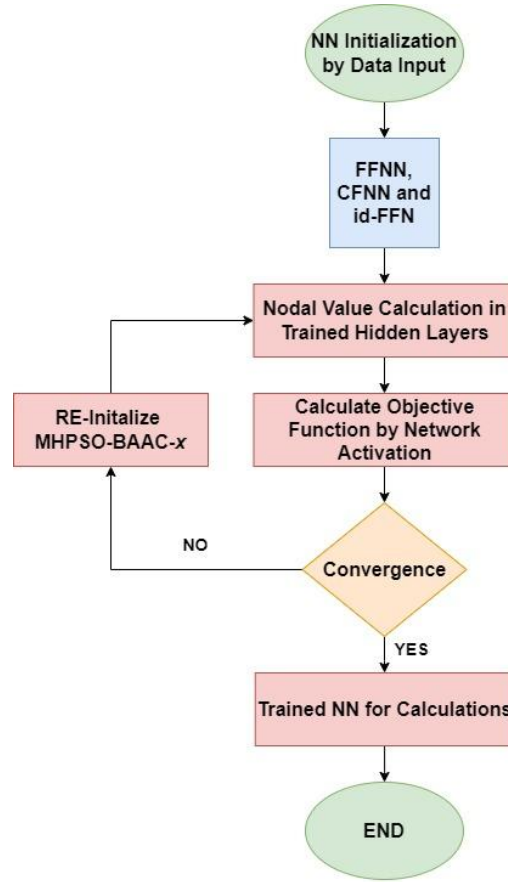 NN Initialization
by Data Input
FFNN,
CFNN and
id-FFN
Nodal Value Calculation in
Trained Hidden Layers
RE-Initalize
MHPSO-BAAC-x
Calculate Objective
Function by Network
Activation
NO
Convergence
YES
Trained NN for Calculations
END